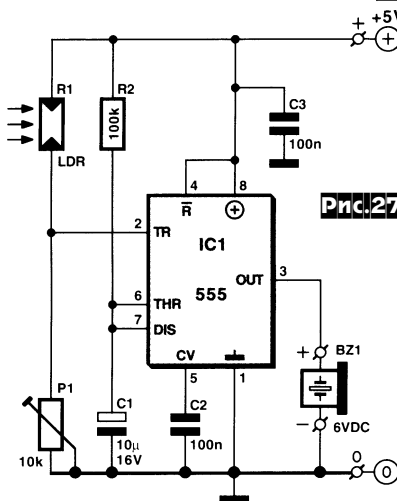 + +5V
+
R1
R2
100k
LDR
C3
100n
4
8
R̅
+
Рис.27
2
TR
IC1
3
OUT
555
6
THR
7
DIS
CV
5
1
+
BZ1
–
6VDC
P1
10k
C1
10µ
16V
C2
100n
0
0